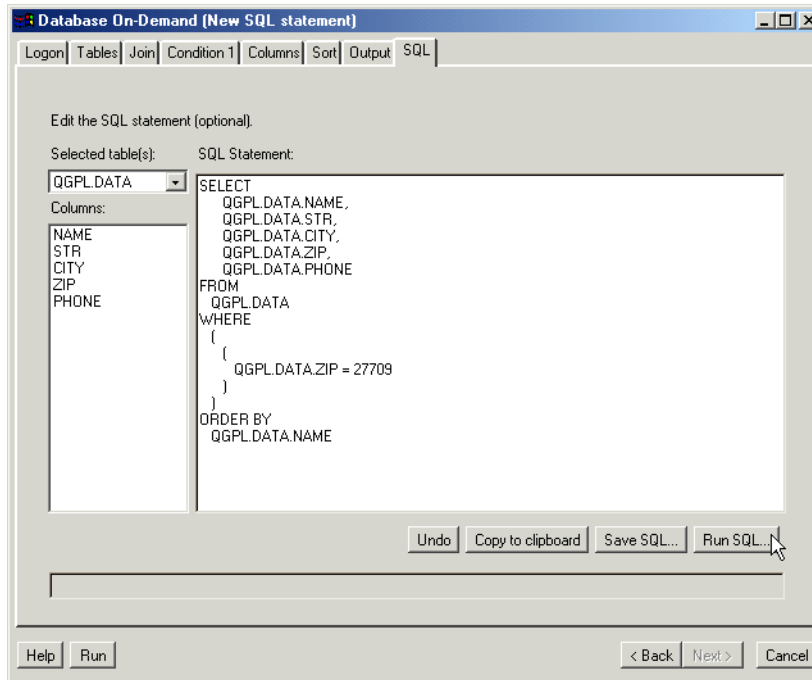 Database On-Demand (New SQL statement)
Logon Tables Join Condition 1 Columns Sort Output SQL
Edit the SQL statement (optional).
Selected table(s): SQL Statement:
QGPL.DATA
Columns:
NAME
STR
CITY
ZIP
PHONE
SELECT
QGPL.DATA.NAME,
QGPL.DATA.STR,
QGPL.DATA.CITY,
QGPL.DATA.ZIP,
QGPL.DATA.PHONE
FROM
QGPL.DATA
WHERE
(
(
QGPL.DATA.ZIP = 27709
)
)
ORDER BY
QGPL.DATA.NAME
Undo Copy to clipboard Save SQL... Run SQL...
Help Run < Back Next > Cancel